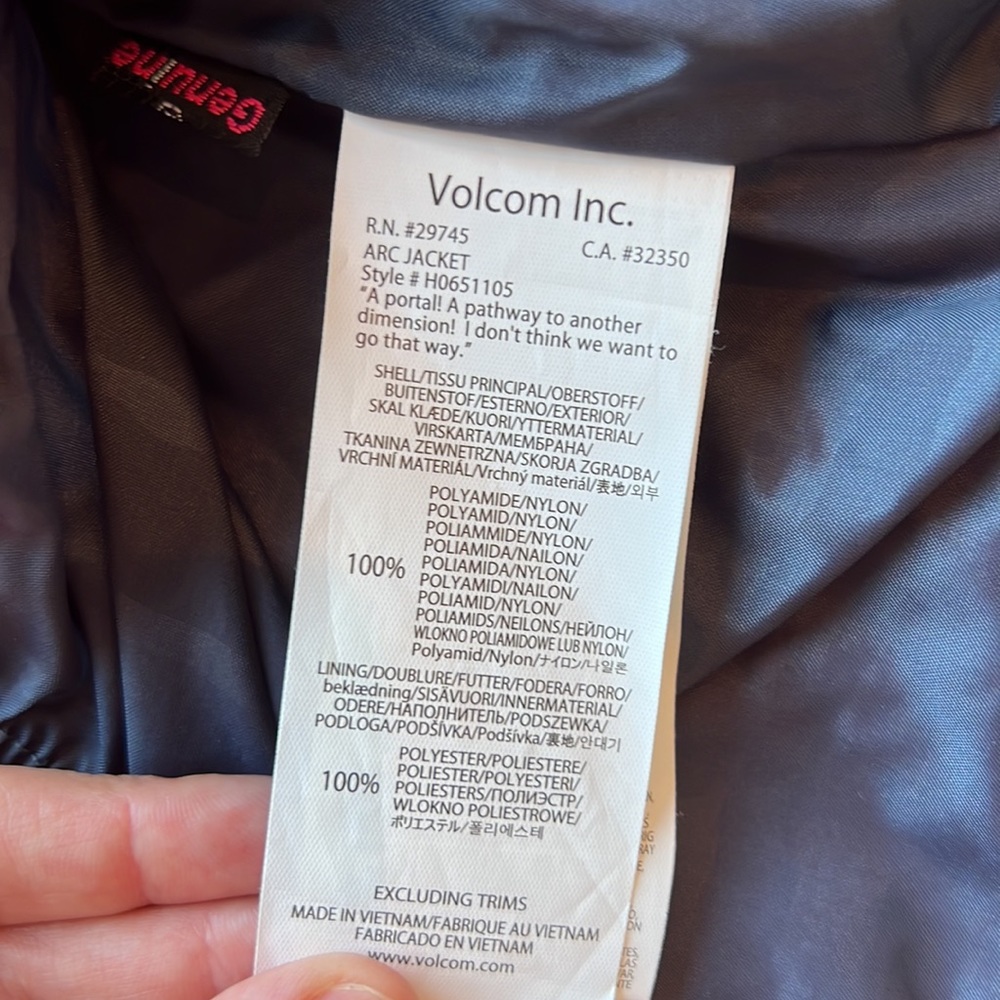 Genuine
Volcom Inc.
R.N. #29745
C.A. #32350
ARC JACKET
Style # H0651105
"A portal! A pathway to another
dimension! I don't think we want to
go that way."
SHELL/TISSU PRINCIPAL/OBERSTOFF/
BUITENSTOF/ESTERNO/EXTERIOR/
SKAL KLÆDE/KUORI/YTTERMATERIAL/
VIRSKARTA/МЕМБРАНА/
TKANINA ZEWNETRZNA/SKORJA ZGRADBA/
VRCHNÍ MATERIÁL/Vrchný materiál/表地/외부
POLYAMIDE/NYLON/
POLYAMID/NYLON/
POLIAMMIDE/NYLON/
POLIAMIDA/NAILON/
100% POLIAMIDA/NYLON/
POLYAMIDI/NAILON/
POLIAMID/NYLON/
POLIAMIDS/NEILONS/НЕЙЛОН/
WLOKNO POLIAMIDOWE LUB NYLON/
Polyamid/Nylon/ナイロン/나일론
LINING/DOUBLURE/FUTTER/FODERA/FORRO/
beklædning/SISÄVUORI/INNERMATERIAL/
ODERE/НАПОЛНИТЕЛЬ/PODSZEWKA/
PODLOGA/PODŠÍVKA/Podšívka/裏地/안대기
POLYESTER/POLIESTERE/
100% POLIESTER/POLYESTERI/
POLIESTERS/ПОЛИЭСТР/
WLOKNO POLIESTROWE/
ポリエステル/폴리에스테
EXCLUDING TRIMS
MADE IN VIETNAM/FABRIQUE AU VIETNAM
FABRICADO EN VIETNAM
www.volcom.com